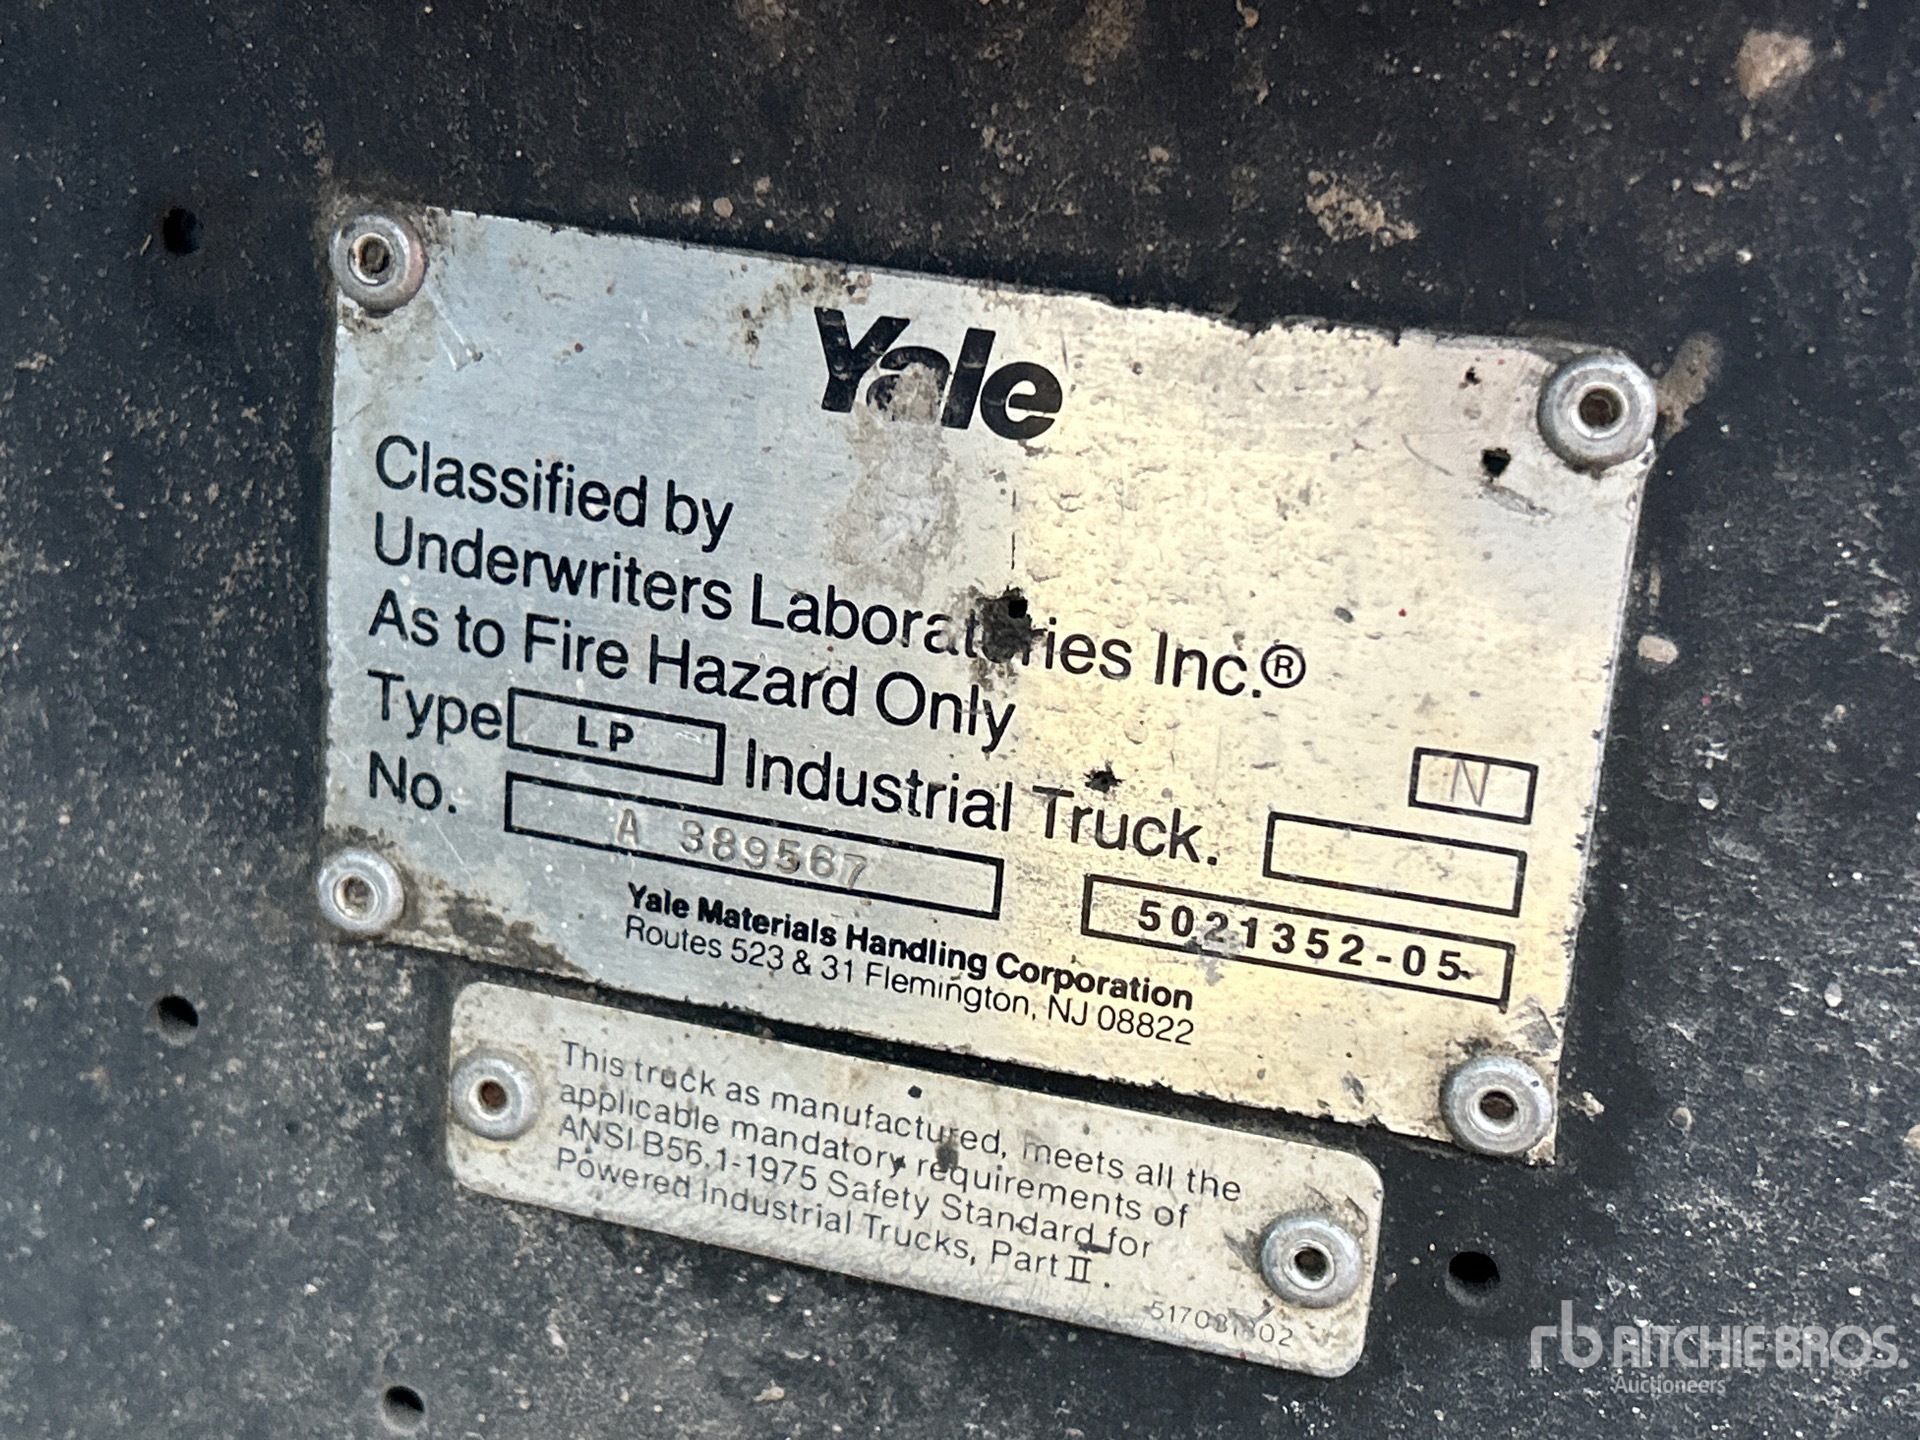 Yale
Classified by
Underwriters Laboratories Inc.®
As to Fire Hazard Only
Type LP Industrial Truck. N
No. A 389567 5021352-05
Yale Materials Handling Corporation
Routes 523 & 31 Flemington, NJ 08822
This truck as manufactured, meets all the
applicable mandatory requirements of
ANSI B56.1-1975 Safety Standard for
Powered Industrial Trucks, Part II.
rb RITCHIE BROS.
Auctioneers